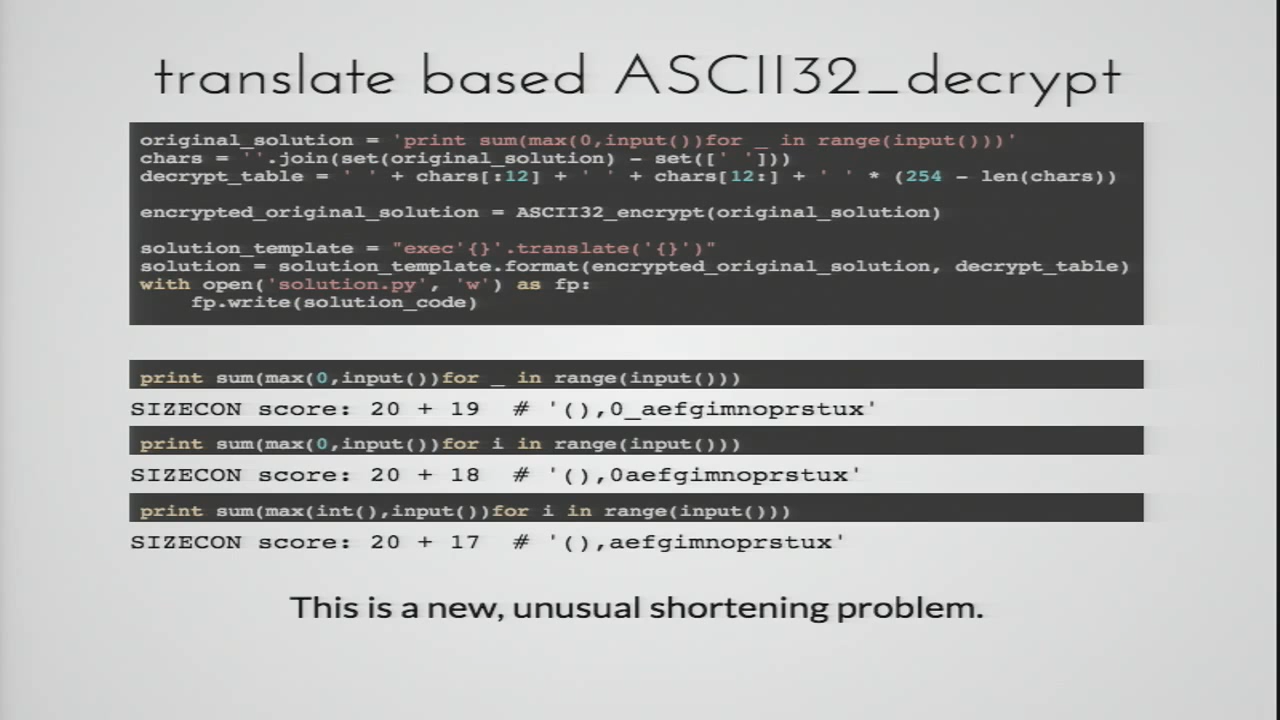 translate based ASCII32_decrypt
original_solution = 'print sum(max(0,input())for _ in range(input()))'
chars = ''.join(set(original_solution) - set([' ']))
decrypt_table = ' ' + chars[:12] + ' ' + chars[12:] + ' ' * (254 - len(chars))
encrypted_original_solution = ASCII32_encrypt(original_solution)
solution_template = "exec'{}'.translate('{}')"
solution = solution_template.format(encrypted_original_solution, decrypt_table)
with open('solution.py', 'w') as fp:
    fp.write(solution_code)
print sum(max(0,input())for _ in range(input()))
SIZECON score: 20 + 19  # '(),0_aefgimnoprstux'
print sum(max(0,input())for i in range(input()))
SIZECON score: 20 + 18  # '(),0aefgimnoprstux'
print sum(max(int(),input())for i in range(input()))
SIZECON score: 20 + 17  # '(),aefgimnoprstux'
This is a new, unusual shortening problem.